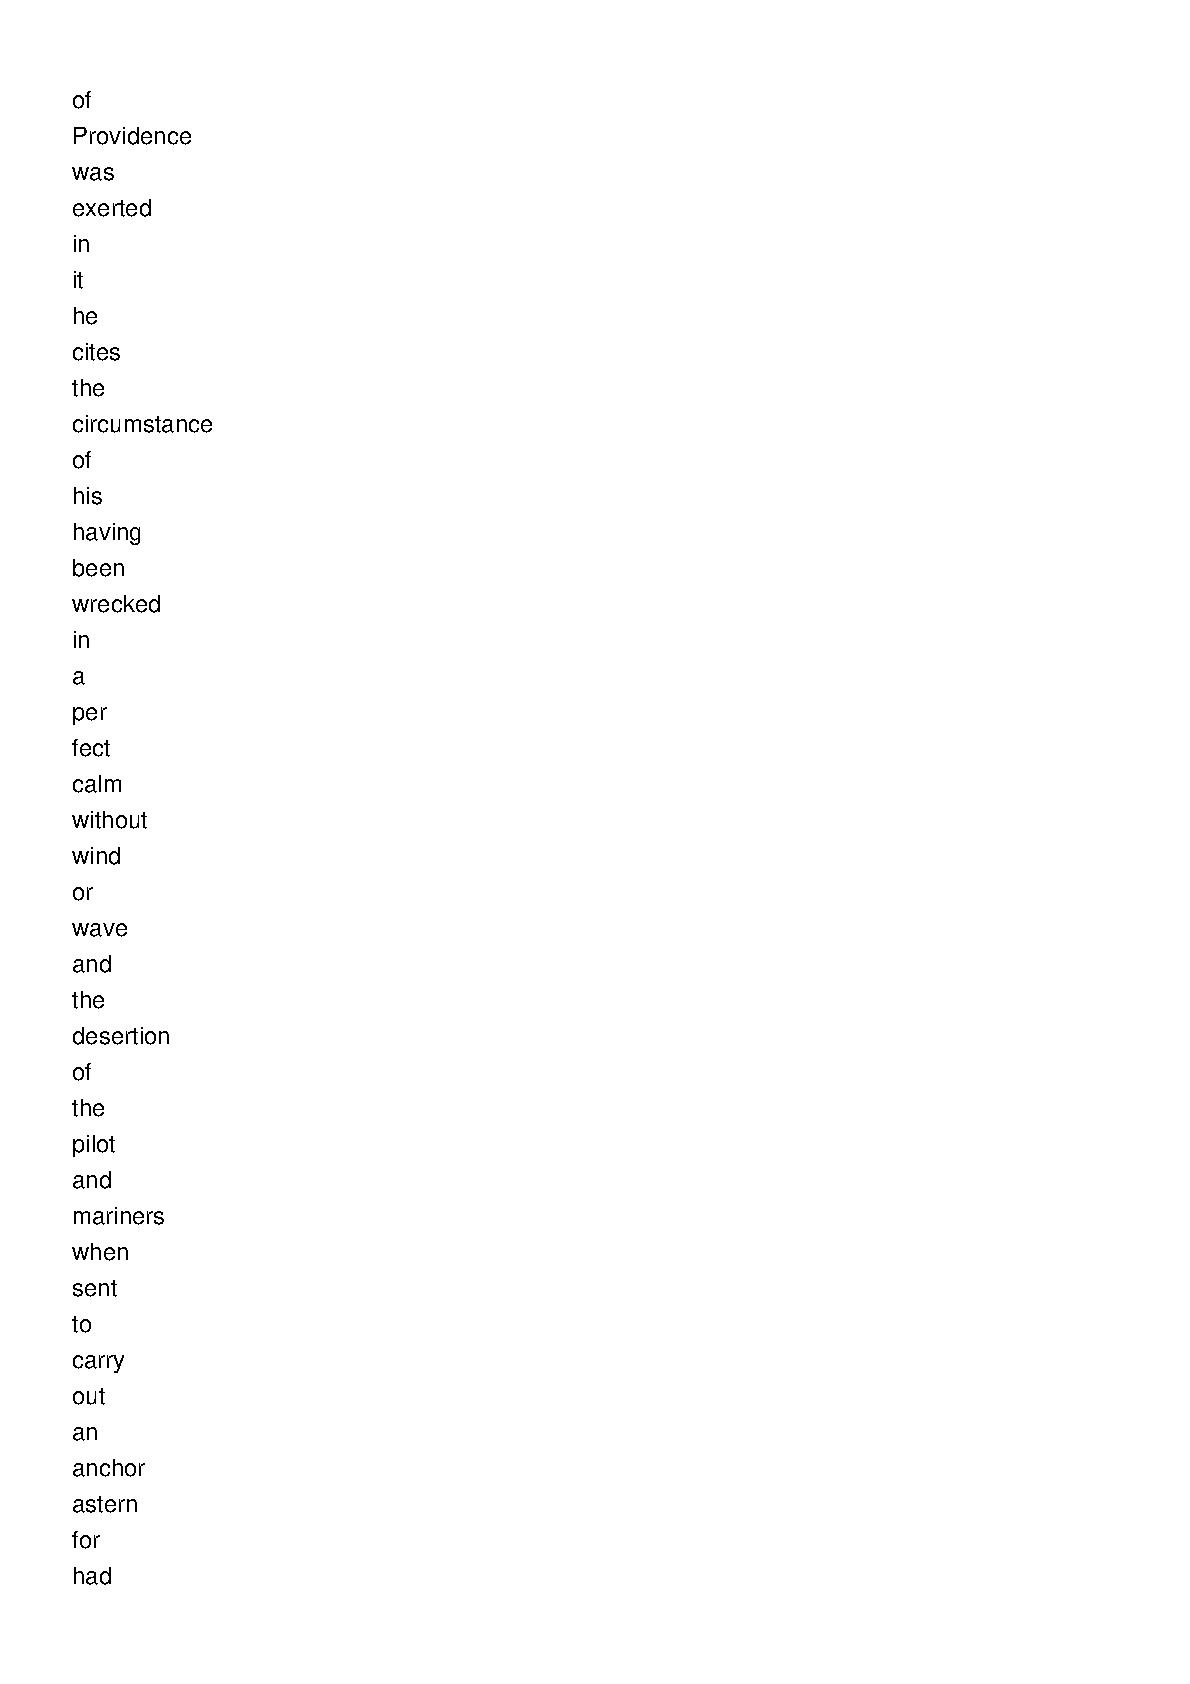 of
Providence
was
exerted
in
it
he
cites
the
circumstance
of
his
having
been
wrecked
in
a
per
fect
calm
without
wind
or
wave
and
the
desertion
of
the
pilot
and
mariners
when
sent
to
carry
out
an
anchor
astern
for
had